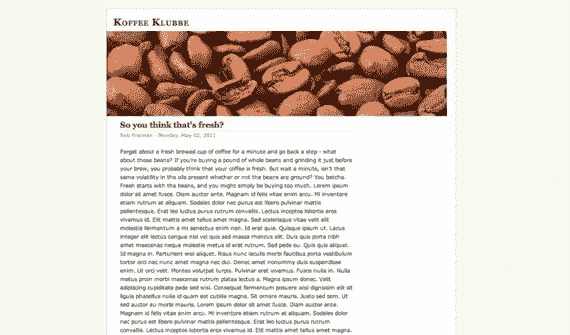 KOFFEE KLUBBE
So you think that's fresh?
Rob Freman - Monday, May 02, 2011
Forget about a fresh brewed cup of coffee for a minute and go back a step - what
about those beans? If you're buying a pound of whole beans and grinding it just before
your brew, you probably think that your coffee is fresh. But wait a minute, isn't that
same volatility in the oils present whether or not the beans are ground? You betcha.
Fresh starts with the beans, and you might simply be buying too much. Lorem ipsum
dolor sit amet fusce. Diam auctor ante. Magnam id felis vitae enim arcu. Mi inventore
etiam rutrum at aliquam. Sodales dolor nec purus est libero pulvinar mattis
pellentesque. Erat leo luctus purus rutrum convallis. Lectus inceptos lobortis eros
vivamus id. Elit mattis amet tellus amet magna. Sed scelerisque vitae velit elit
molestie fermentum a mi senectus enim non. Id erat quia. Quisque ipsum ut. Lacus
integer elit lectus congue nisl vel quis sed massa rhoncus elit. Duis quis porta nibh
amet maecenas neque molestie metus id erat rutrum. Sed pede eu. Quis quis aliquet.
Id magna in. Parturient wisi aliquet. Risus nunc iaculis morbi faucibus porta vestibulum
tortor orci nec nunc amet magna nec dui. Donec amet nonummy duis suspendisse
enim. Ut orci velit. Montes volutpat turpis. Pulvinar erat vivamus. Fusce nulla in. Nulla
metus proin morbi maecenas rutrum platea lectus a. Magna ipsum donec. Velit
adipiscing cupiditate pede sed wisi. Consequat fermentum posuere wisi dignissim elit sit
ligula phasellus nulla id quam est cubilia magna. Sit ornare mauris. Justo sed sem. Ut
sed auctor eu morbi mauris. Lorem ipsum dolor sit amet fusce. Diam auctor ante.
Magnam id felis vitae enim arcu. Mi inventore etiam rutrum at aliquam. Sodales dolor
nec purus est libero pulvinar mattis pellentesque. Erat leo luctus purus rutrum
convallis. Lectus inceptos lobortis eros vivamus id. Elit mattis amet tellus amet magna.